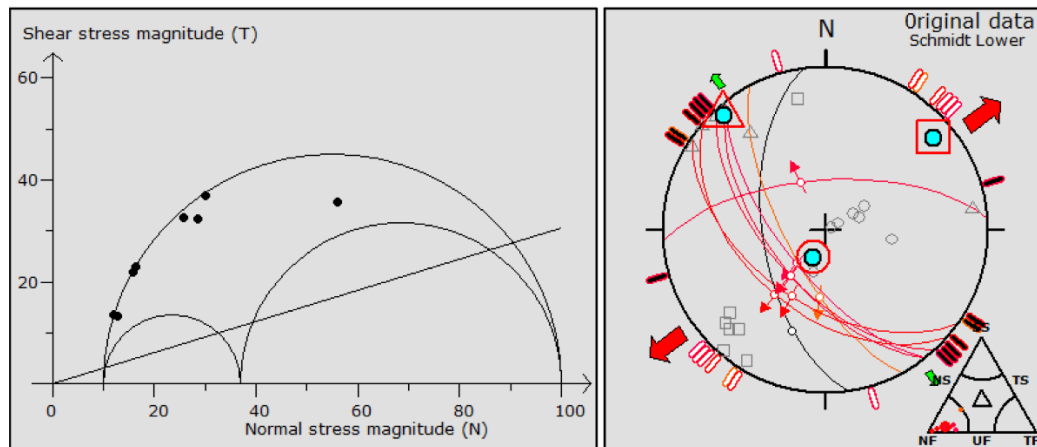 Shear stress magnitude (T)
60
40
20
0
20
40
60
80
100
Normal stress magnitude (N)
Original data
Schmidt Lower
N
SS
NS
TS
NF
UF
TF